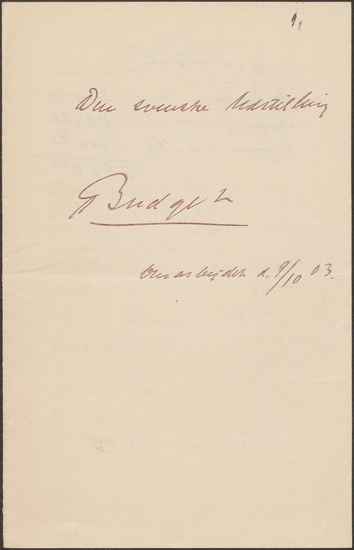 Den svenske Udstilling
Budget
Omarbejdet d. 9/10 03.